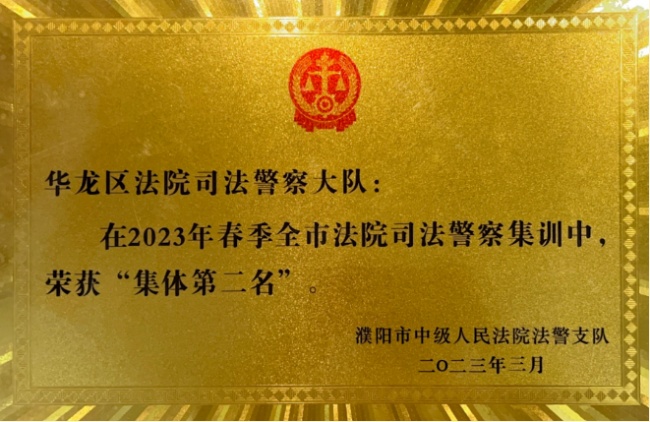 华龙区法院司法警察大队：
在2023年春季全市法院司法警察集训中，
荣获“集体第二名”。
濮阳市中级人民法院法警支队
二〇二三年三月